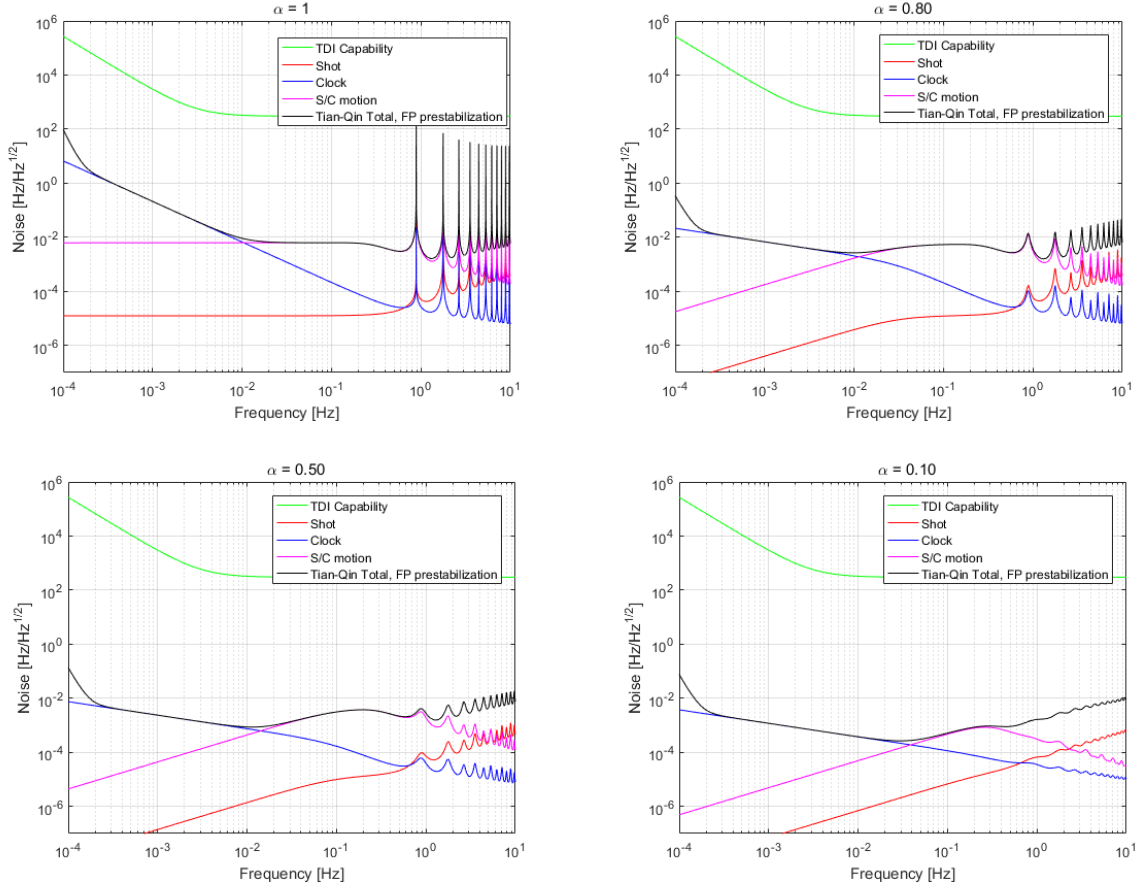 α = 1
10^6
10^4
10^2
10^0
10^-2
10^-4
10^-6
Noise [Hz/Hz^1/2]
TDI Capability
Shot
Clock
S/C motion
Tian-Qin Total, FP prestabilization
10^-4
10^-3
10^-2
10^-1
10^0
10^1
Frequency [Hz]
α = 0.80
10^6
10^4
10^2
10^0
10^-2
10^-4
10^-6
Noise [Hz/Hz^1/2]
TDI Capability
Shot
Clock
S/C motion
Tian-Qin Total, FP prestabilization
10^-4
10^-3
10^-2
10^-1
10^0
10^1
Frequency [Hz]
α = 0.50
10^6
10^4
10^2
10^0
10^-2
10^-4
10^-6
Noise [Hz/Hz^1/2]
TDI Capability
Shot
Clock
S/C motion
Tian-Qin Total, FP prestabilization
10^-4
10^-3
10^-2
10^-1
10^0
10^1
Frequency [Hz]
α = 0.10
10^6
10^4
10^2
10^0
10^-2
10^-4
10^-6
Noise [Hz/Hz^1/2]
TDI Capability
Shot
Clock
S/C motion
Tian-Qin Total, FP prestabilization
10^-4
10^-3
10^-2
10^-1
10^0
10^1
Frequency [Hz]